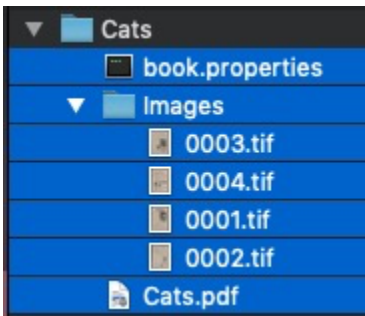 Cats
book.properties
Images
0003.tif
0004.tif
0001.tif
0002.tif
Cats.pdf